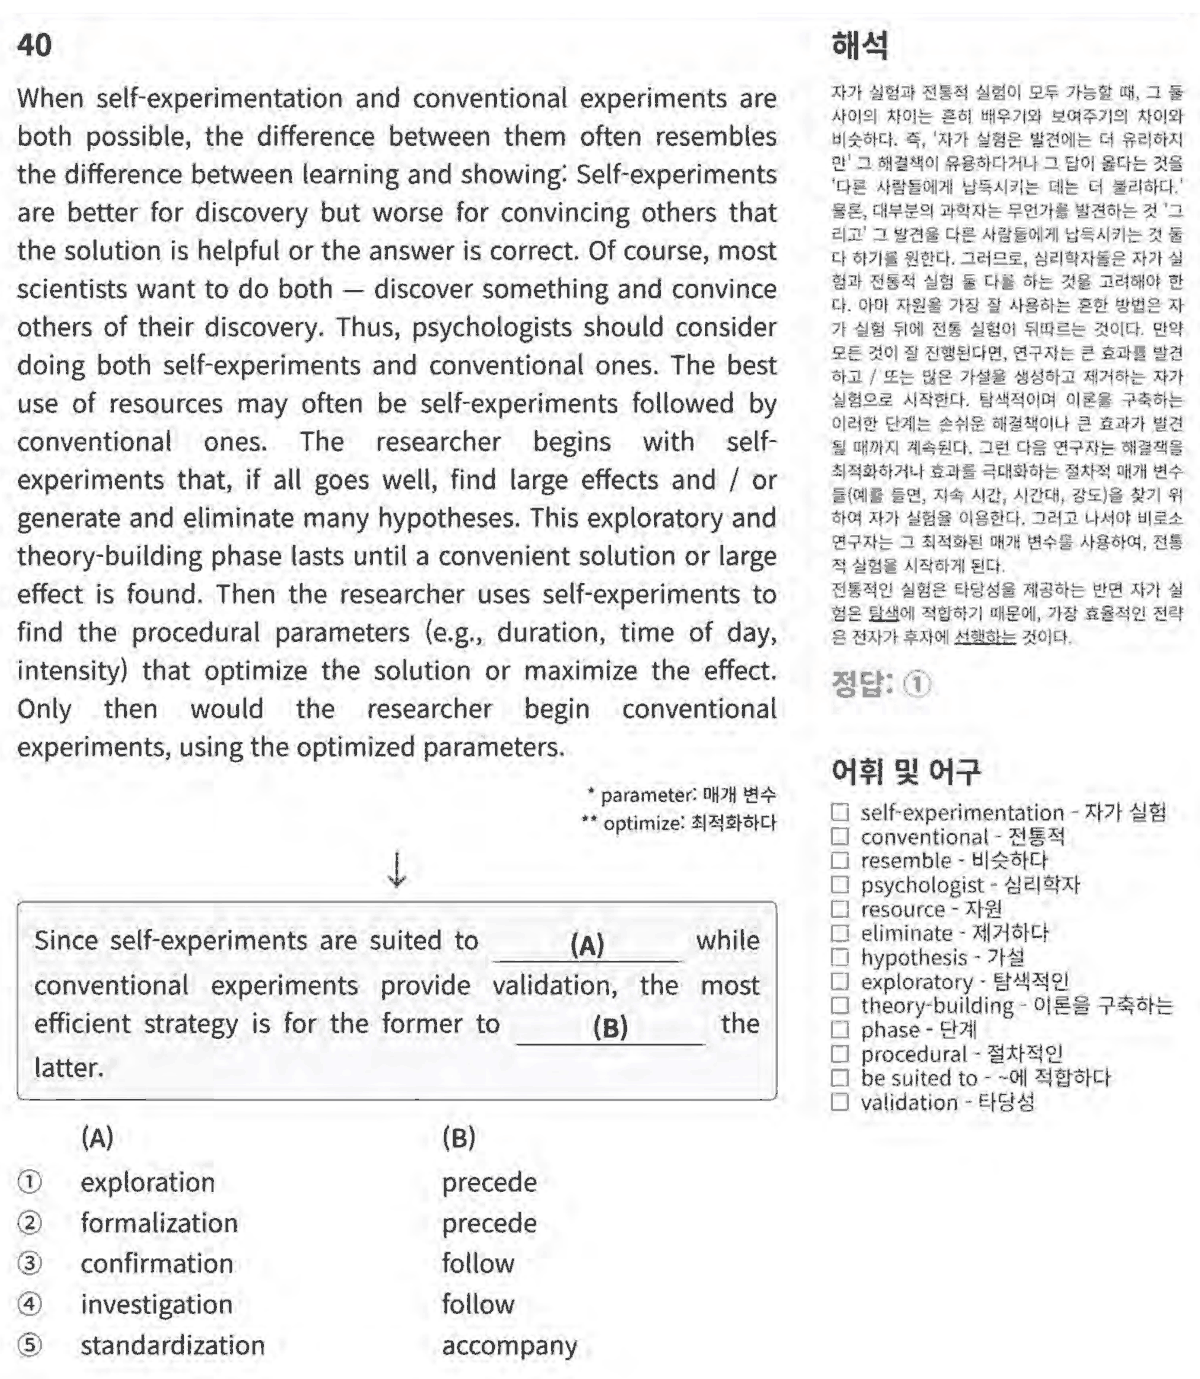 40
When self-experimentation and conventional experiments are
both possible, the difference between them often resembles
the difference between learning and showing: Self-experiments
are better for discovery but worse for convincing others that
the solution is helpful or the answer is correct. Of course, most
scientists want to do both — discover something and convince
others of their discovery. Thus, psychologists should consider
doing both self-experiments and conventional ones. The best
use of resources may often be self-experiments followed by
conventional ones. The researcher begins with self-
experiments that, if all goes well, find large effects and / or
generate and eliminate many hypotheses. This exploratory and
theory-building phase lasts until a convenient solution or large
effect is found. Then the researcher uses self-experiments to
find the procedural parameters (e.g., duration, time of day,
intensity) that optimize the solution or maximize the effect.
Only then would the researcher begin conventional
experiments, using the optimized parameters.
* parameter: 매개 변수
** optimize: 최적화하다
↓
Since self-experiments are suited to (A) while
conventional experiments provide validation, the most
efficient strategy is for the former to (B) the
latter.
(A) (B)
① exploration precede
② formalization precede
③ confirmation follow
④ investigation follow
⑤ standardization accompany
해석
자가 실험과 전통적 실험이 모두 가능할 때, 그 둘
사이의 차이는 흔히 배우기와 보여주기의 차이와
비슷하다. 즉, '자가 실험은 발견에는 더 유리하지
만' 그 해결책이 유용하다거나 그 답이 옳다는 것을
'다른 사람들에게 납득시키는 데는 더 불리하다.'
물론, 대부분의 과학자는 무언가를 발견하는 것 '그
리고' 그 발견을 다른 사람들에게 납득시키는 것 둘
다 하기를 원한다. 그러므로, 심리학자들은 자가 실
험과 전통적 실험 둘 다를 하는 것을 고려해야 한
다. 아마 자원을 가장 잘 사용하는 흔한 방법은 자
가 실험 뒤에 전통 실험이 뒤따르는 것이다. 만약
모든 것이 잘 진행된다면, 연구자는 큰 효과를 발견
하고 / 또는 많은 가설을 생성하고 제거하는 자가
실험으로 시작한다. 탐색적이며 이론을 구축하는
이러한 단계는 손쉬운 해결책이나 큰 효과가 발견
될 때까지 계속된다. 그런 다음 연구자는 해결책을
최적화하거나 효과를 극대화하는 절차적 매개 변수
들(예를 들면, 지속 시간, 시간대, 강도)을 찾기 위
하여 자가 실험을 이용한다. 그러고 나서야 비로소
연구자는 그 최적화된 매개 변수를 사용하여, 전통
적 실험을 시작하게 된다.
전통적인 실험은 타당성을 제공하는 반면 자가 실
험은 탐색에 적합하기 때문에, 가장 효율적인 전략
은 전자가 후자에 선행하는 것이다.
정답: ①
어휘 및 어구
□ self-experimentation - 자가 실험
□ conventional - 전통적
□ resemble - 비슷하다
□ psychologist - 심리학자
□ resource - 자원
□ eliminate - 제거하다
□ hypothesis - 가설
□ exploratory - 탐색적인
□ theory-building - 이론을 구축하는
□ phase - 단계
□ procedural - 절차적인
□ be suited to - ~에 적합하다
□ validation - 타당성